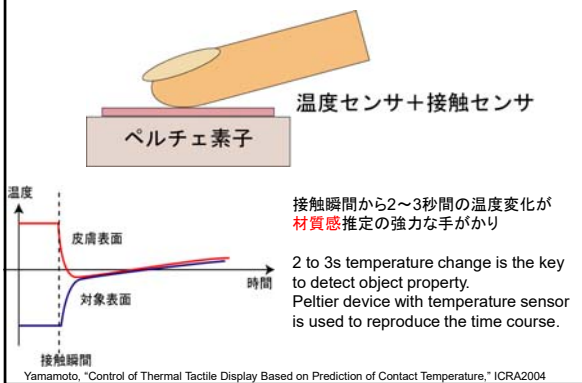 温度センサ＋接触センサ
ペルチェ素子
温度
皮膚表面
時間
対象表面
接触瞬間
接触瞬間から2～3秒間の温度変化が
材質感推定の強力な手がかり
2 to 3s temperature change is the key
to detect object property.
Peltier device with temperature sensor
is used to reproduce the time course.
Yamamoto, "Control of Thermal Tactile Display Based on Prediction of Contact Temperature," ICRA2004